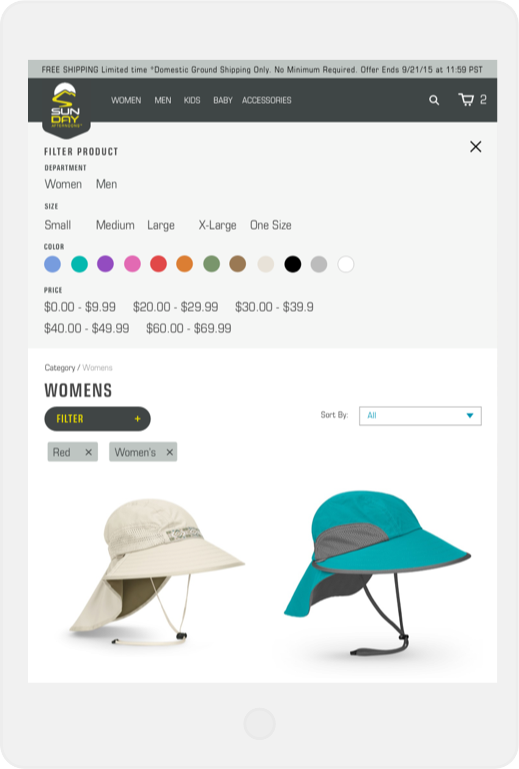 FREE SHIPPING Limited time *Domestic Ground Shipping Only. No Minimum Required. Offer Ends 9/21/15 at 11:59 PST
SUN
DAY
AFTERNOONS
WOMEN MEN KIDS BABY ACCESSORIES 2
FILTER PRODUCT
DEPARTMENT
Women Men
SIZE
Small Medium Large X-Large One Size
COLOR
PRICE
$0.00 - $9.99 $20.00 - $29.99 $30.00 - $39.9
$40.00 - $49.99 $60.00 - $69.99
Category / Womens
WOMENS
FILTER +
Sort By: All
Red ✕ Women's ✕